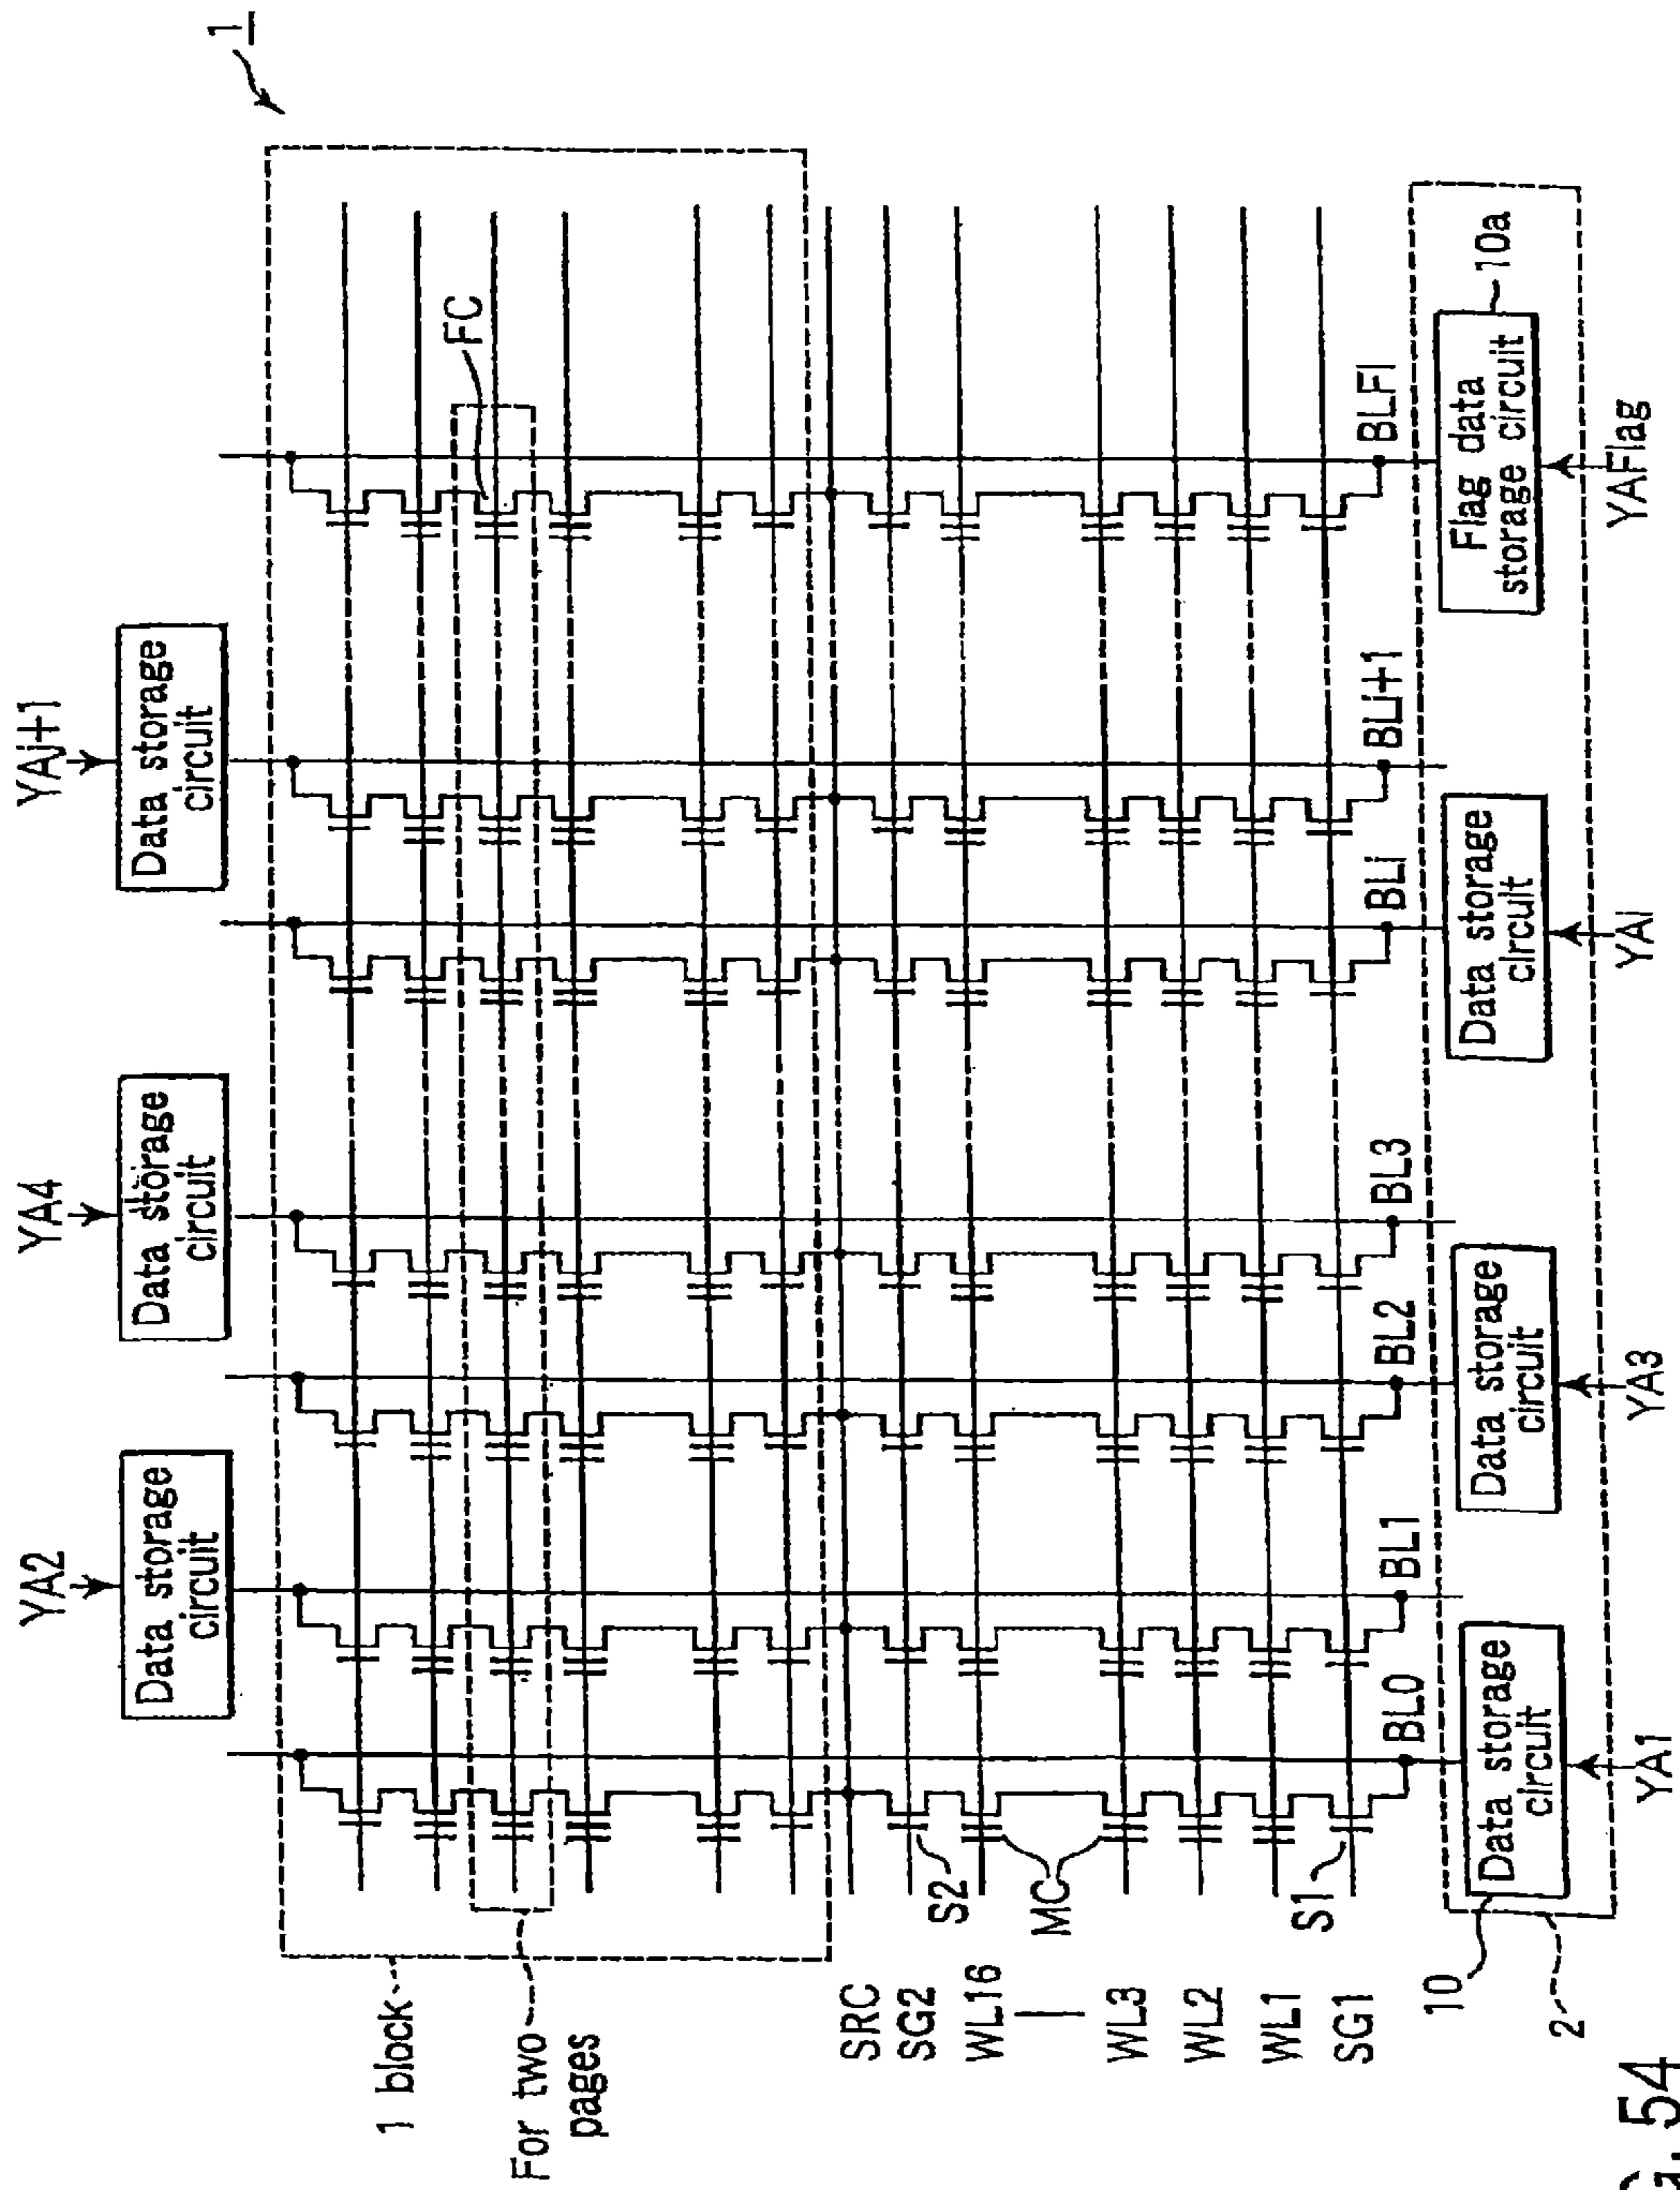 1
YA2
YA4
YAj+1
Data storage
circuit
Data storage
circuit
Data storage
circuit
1 block
For two
pages
FC
SRC
SG2
WL16
WL3
WL2
WL1
SG1
S2
MC
S1
BL0
BL1
BL2
BL3
BLi
BLi+1
BLFl
10
2
Data storage
circuit
Data storage
circuit
Data storage
circuit
Flag data
storage circuit
10a
YA1
YA3
YAi
YAFlag
54